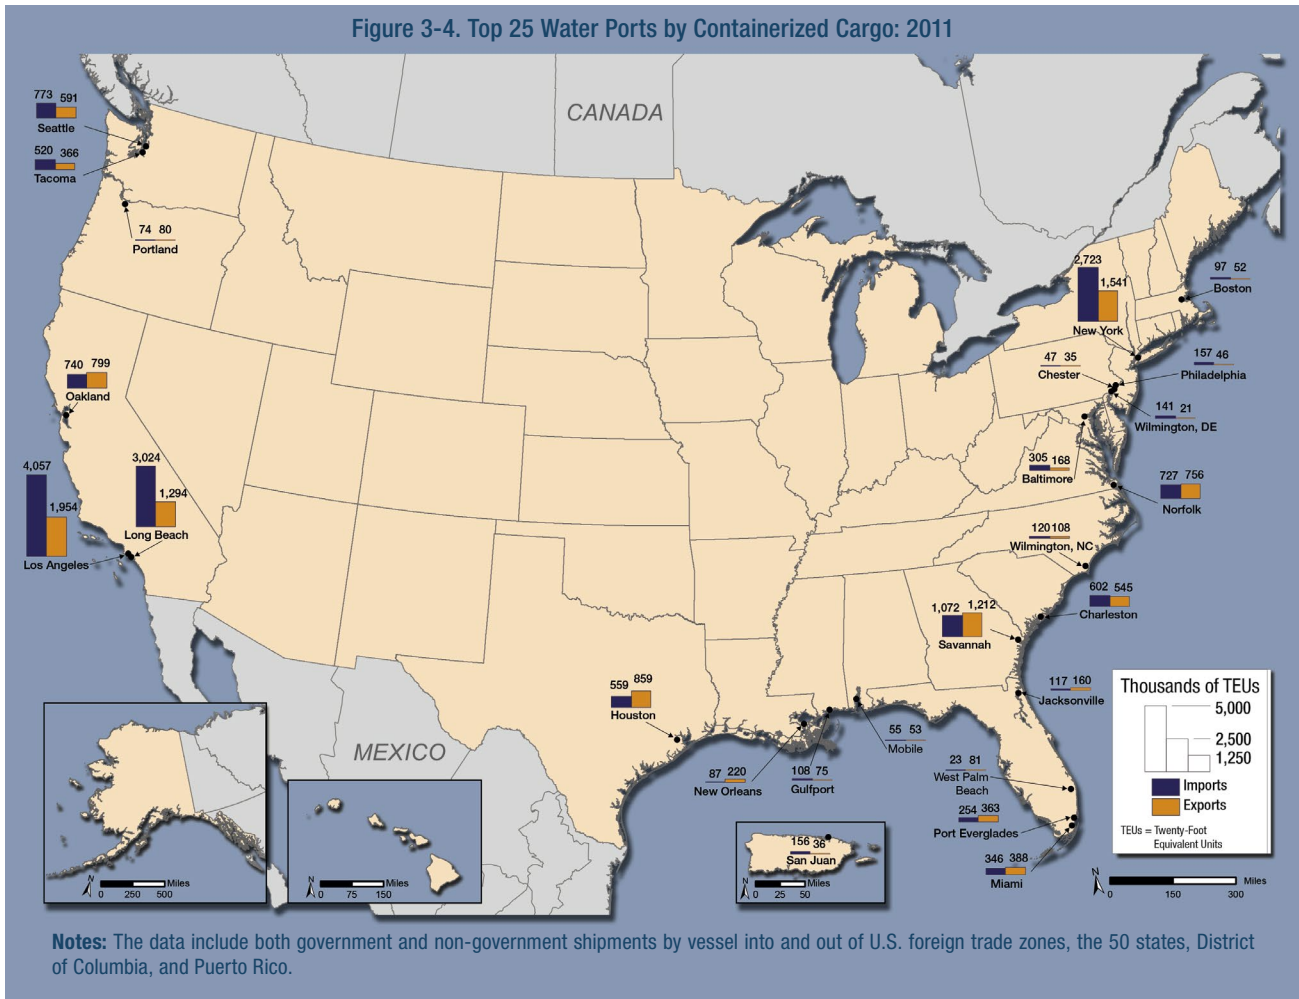 Figure 3-4. Top 25 Water Ports by Containerized Cargo: 2011
CANADA
773 591
Seattle
520 366
Tacoma
74 80
Portland
2,723
1,541
New York
97 52
Boston
157 46
Philadelphia
47 35
Chester
141 21
Wilmington, DE
740 799
Oakland
305 168
Baltimore
727 756
Norfolk
4,057
1,954
Los Angeles
3,024
1,294
Long Beach
120 108
Wilmington, NC
602 545
Charleston
1,072 1,212
Savannah
559 859
Houston
117 160
Jacksonville
55 53
Mobile
87 220
New Orleans
108 75
Gulfport
23 81
West Palm
Beach
254 363
Port Everglades
346 388
Miami
156 36
San Juan
MEXICO
Thousands of TEUs
5,000
2,500
1,250
Imports
Exports
TEUs = Twenty-Foot
Equivalent Units
N
Miles
0 250 500
N
Miles
0 75 150
N
Miles
0 25 50
N
Miles
0 150 300
Notes: The data include both government and non-government shipments by vessel into and out of U.S. foreign trade zones, the 50 states, District
of Columbia, and Puerto Rico.